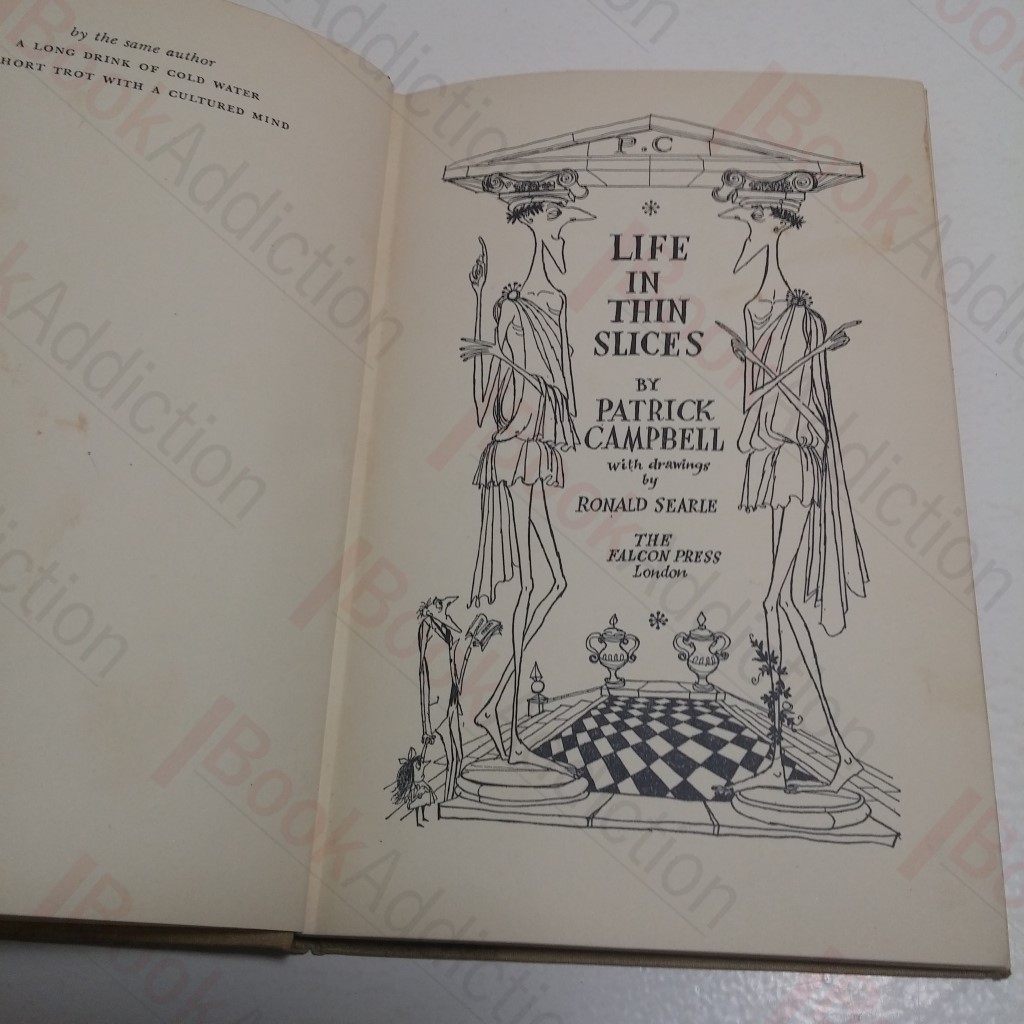 by the same author
A LONG DRINK OF COLD WATER
HORT TROT WITH A CULTURED MIND
P.C
LIFE
IN
THIN
SLICES
BY
PATRICK
CAMPBELL
with drawings
by
RONALD SEARLE
THE
FALCON PRESS
London
BookAddiction